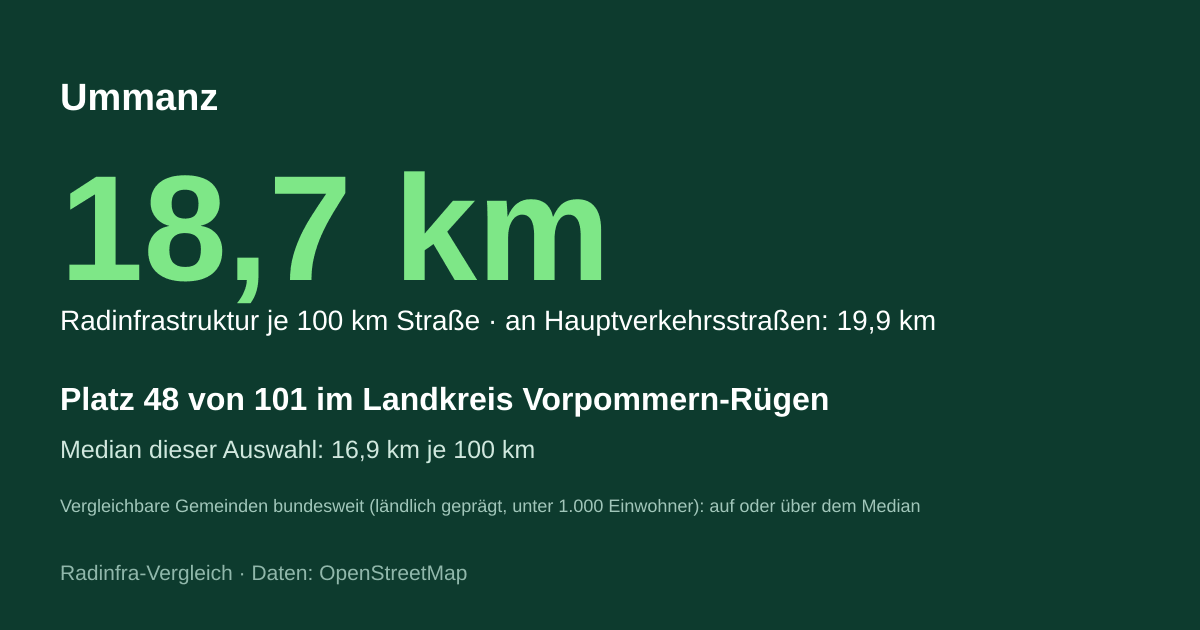 Ummanz
18,7 km
Radinfrastruktur je 100 km Straße · an Hauptverkehrsstraßen: 19,9 km
Platz 48 von 101 im Landkreis Vorpommern-Rügen
Median dieser Auswahl: 16,9 km je 100 km
Vergleichbare Gemeinden bundesweit (ländlich geprägt, unter 1.000 Einwohner): auf oder über dem Median
Radinfra-Vergleich · Daten: OpenStreetMap